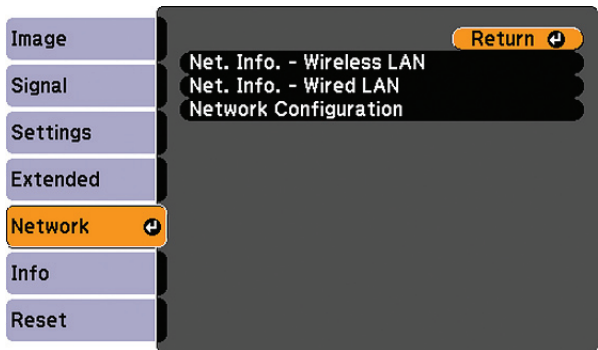 Image
Signal
Settings
Extended
Network
Info
Reset
Return
Net. Info. - Wireless LAN
Net. Info. - Wired LAN
Network Configuration